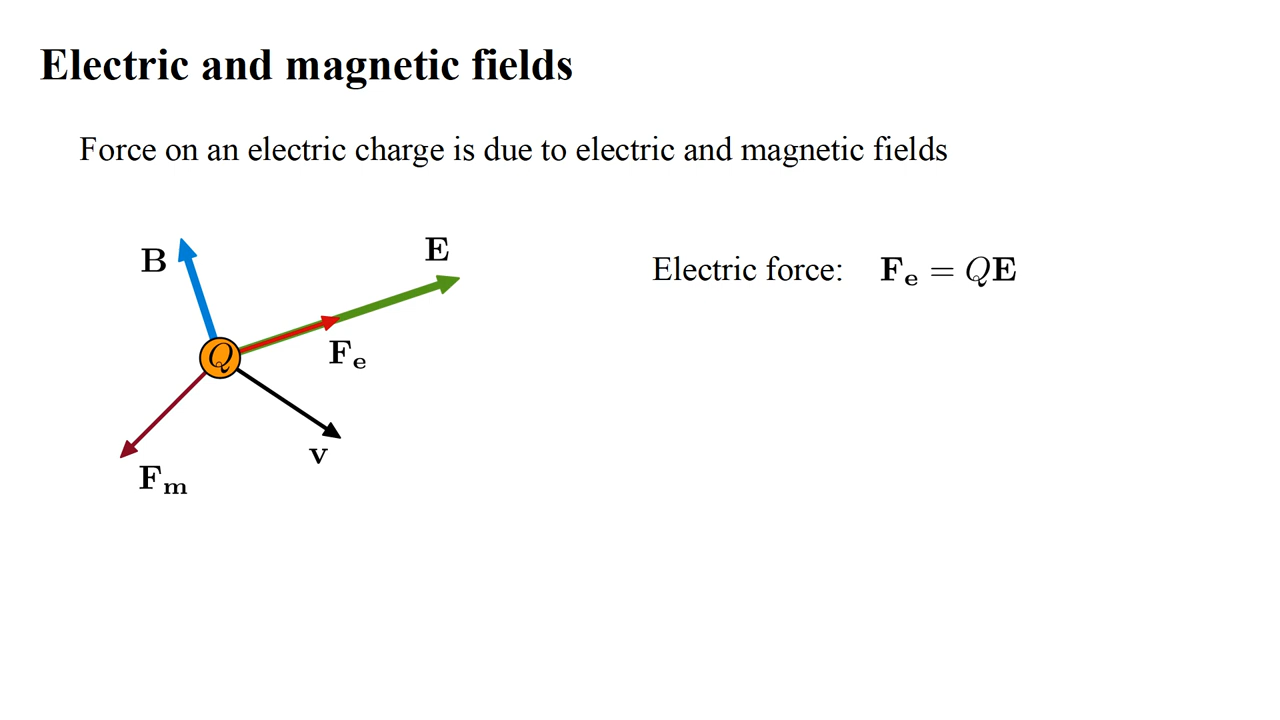 Electric and magnetic fields
Force on an electric charge is due to electric and magnetic fields
B
E
Electric force: Fₑ = QE
Q
Fₑ
v
Fₘ